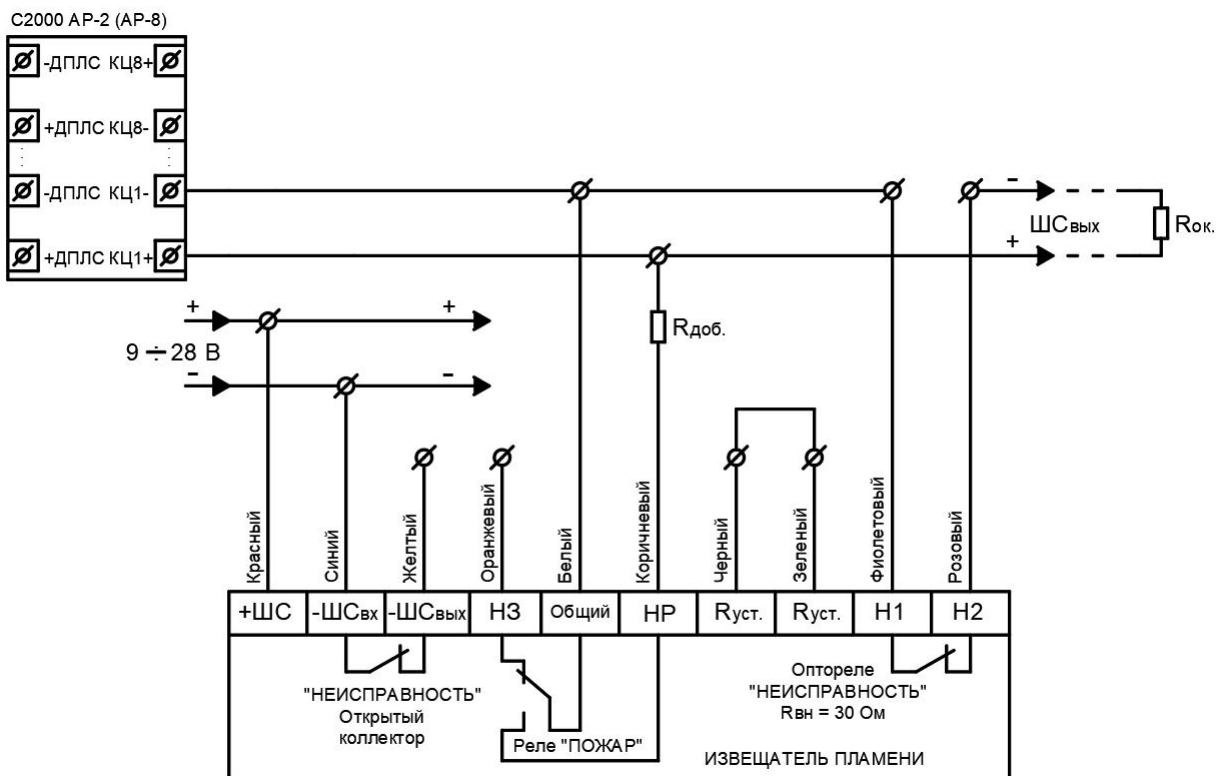 С2000 АР-2 (АР-8)
-ДПЛС КЦ8+
+ДПЛС КЦ8-
-ДПЛС КЦ1-
+ДПЛС КЦ1+
-
ШСвых
Rок.
+
+ +
9 ÷ 28 В
- -
Rдоб.
Красный
Синий
Желтый
Оранжевый
Белый
Коричневый
Черный
Зеленый
Фиолетовый
Розовый
+ШС -ШСвх -ШСвых НЗ Общий НР Rуст. Rуст. Н1 Н2
"НЕИСПРАВНОСТЬ"
Открытый
коллектор
Реле "ПОЖАР"
Оптореле
"НЕИСПРАВНОСТЬ"
Rвн = 30 Ом
ИЗВЕЩАТЕЛЬ ПЛАМЕНИ